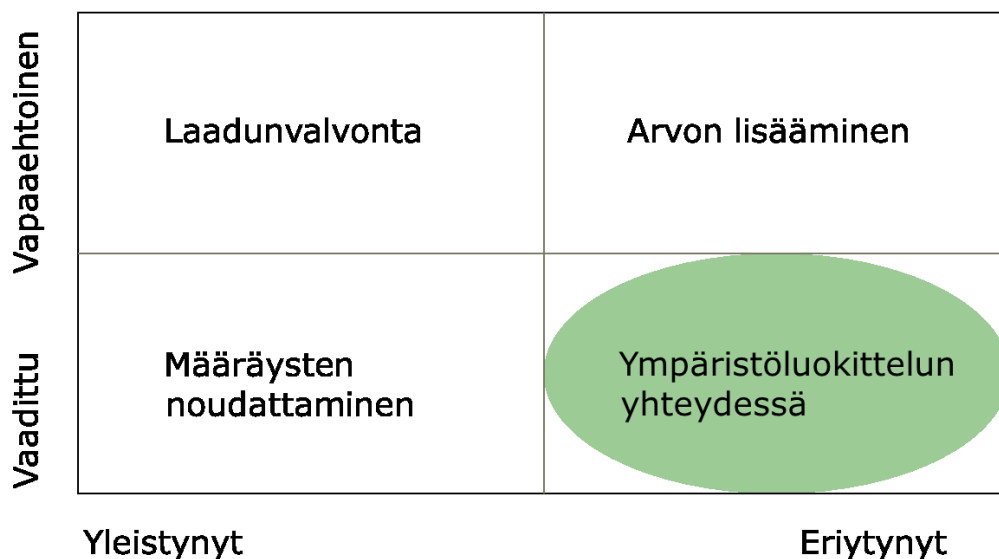 Vapaaehtoinen
Laadunvalvonta
Arvon lisääminen
Vaadittu
Määräysten
noudattaminen
Ympäristöluokittelun
yhteydessä
Yleistynyt
Eriytynyt